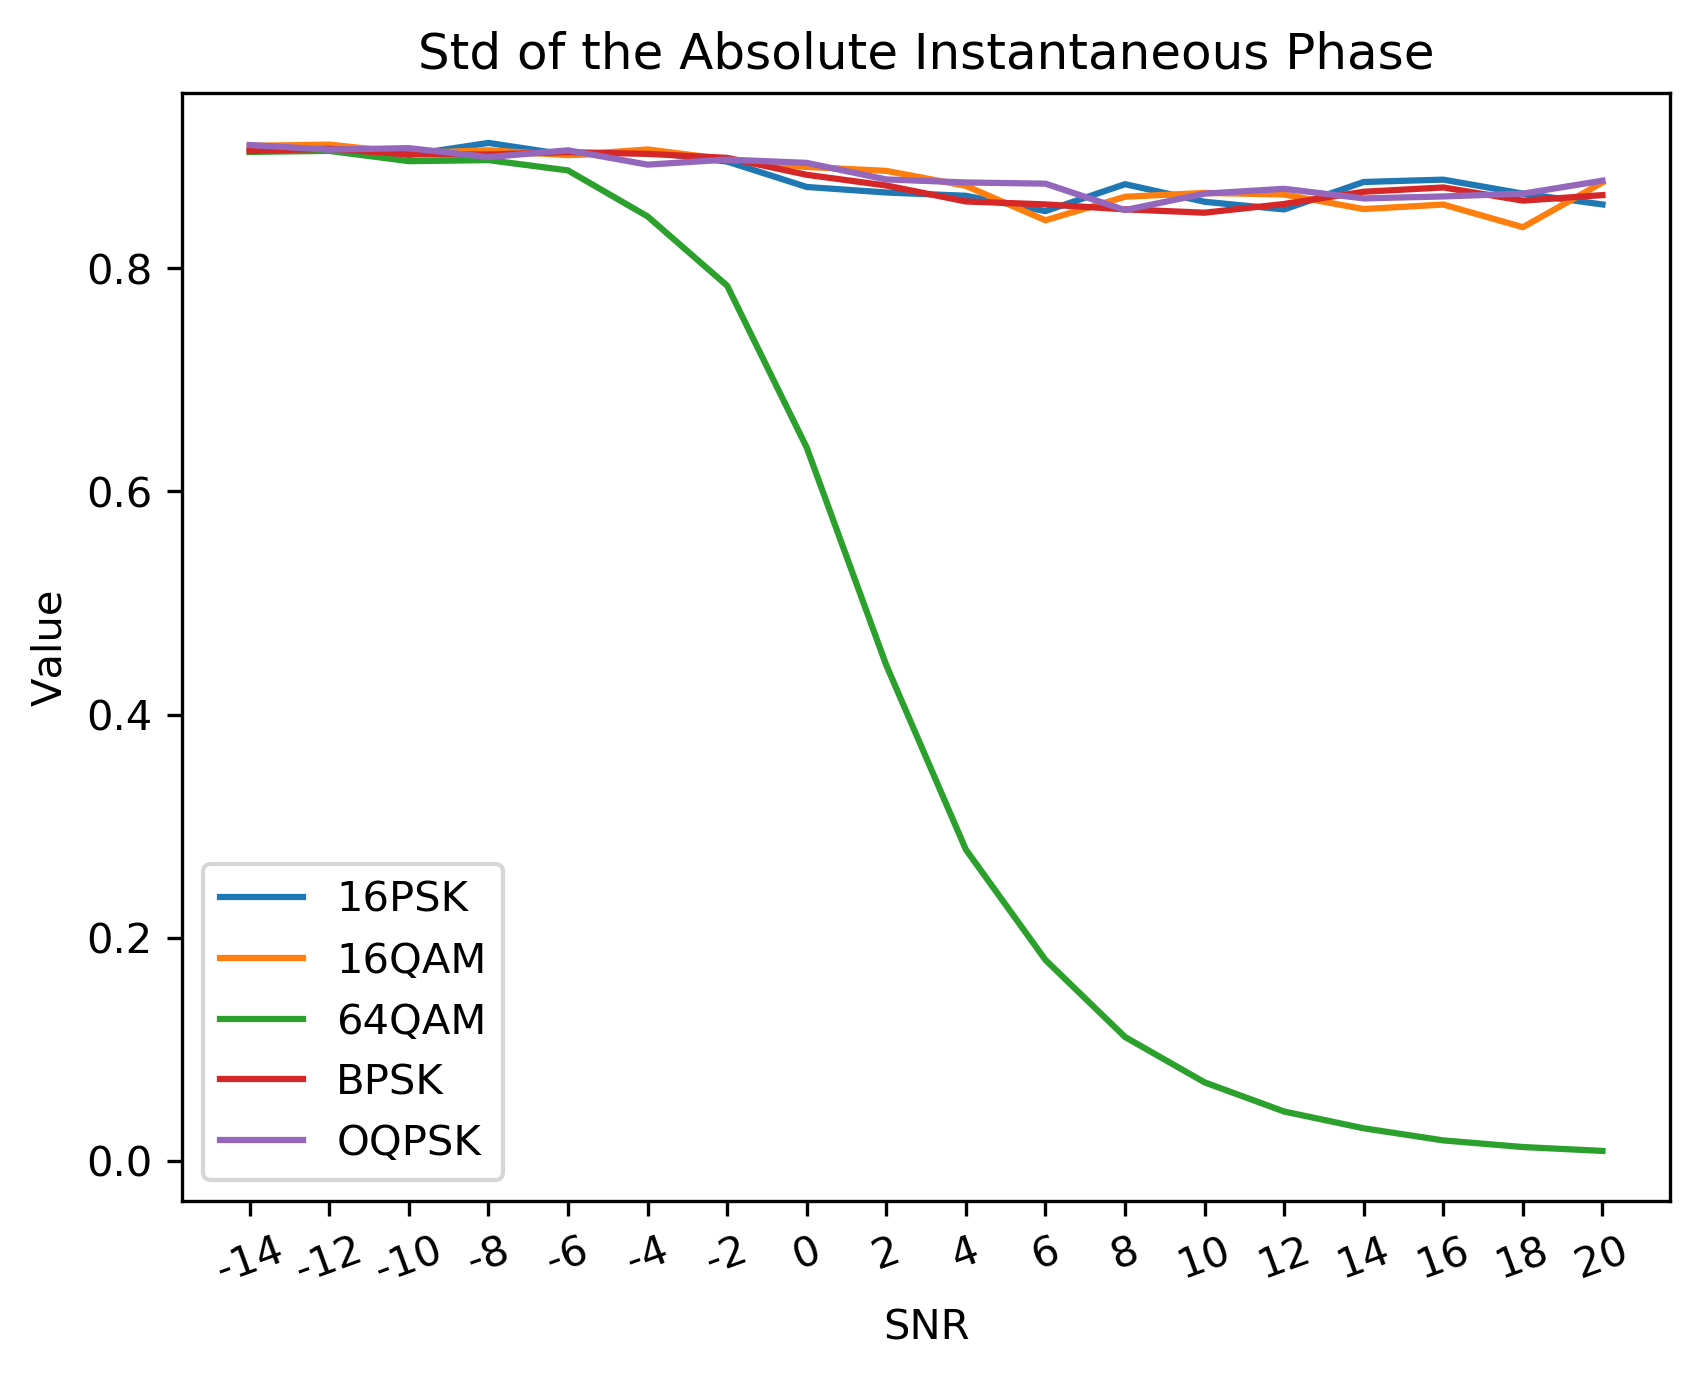 Std of the Absolute Instantaneous Phase
Value
0.8
0.6
0.4
0.2
0.0
16PSK
16QAM
64QAM
BPSK
OQPSK
-14 -12 -10 -8 -6 -4 -2 0 2 4 6 8 10 12 14 16 18 20
SNR